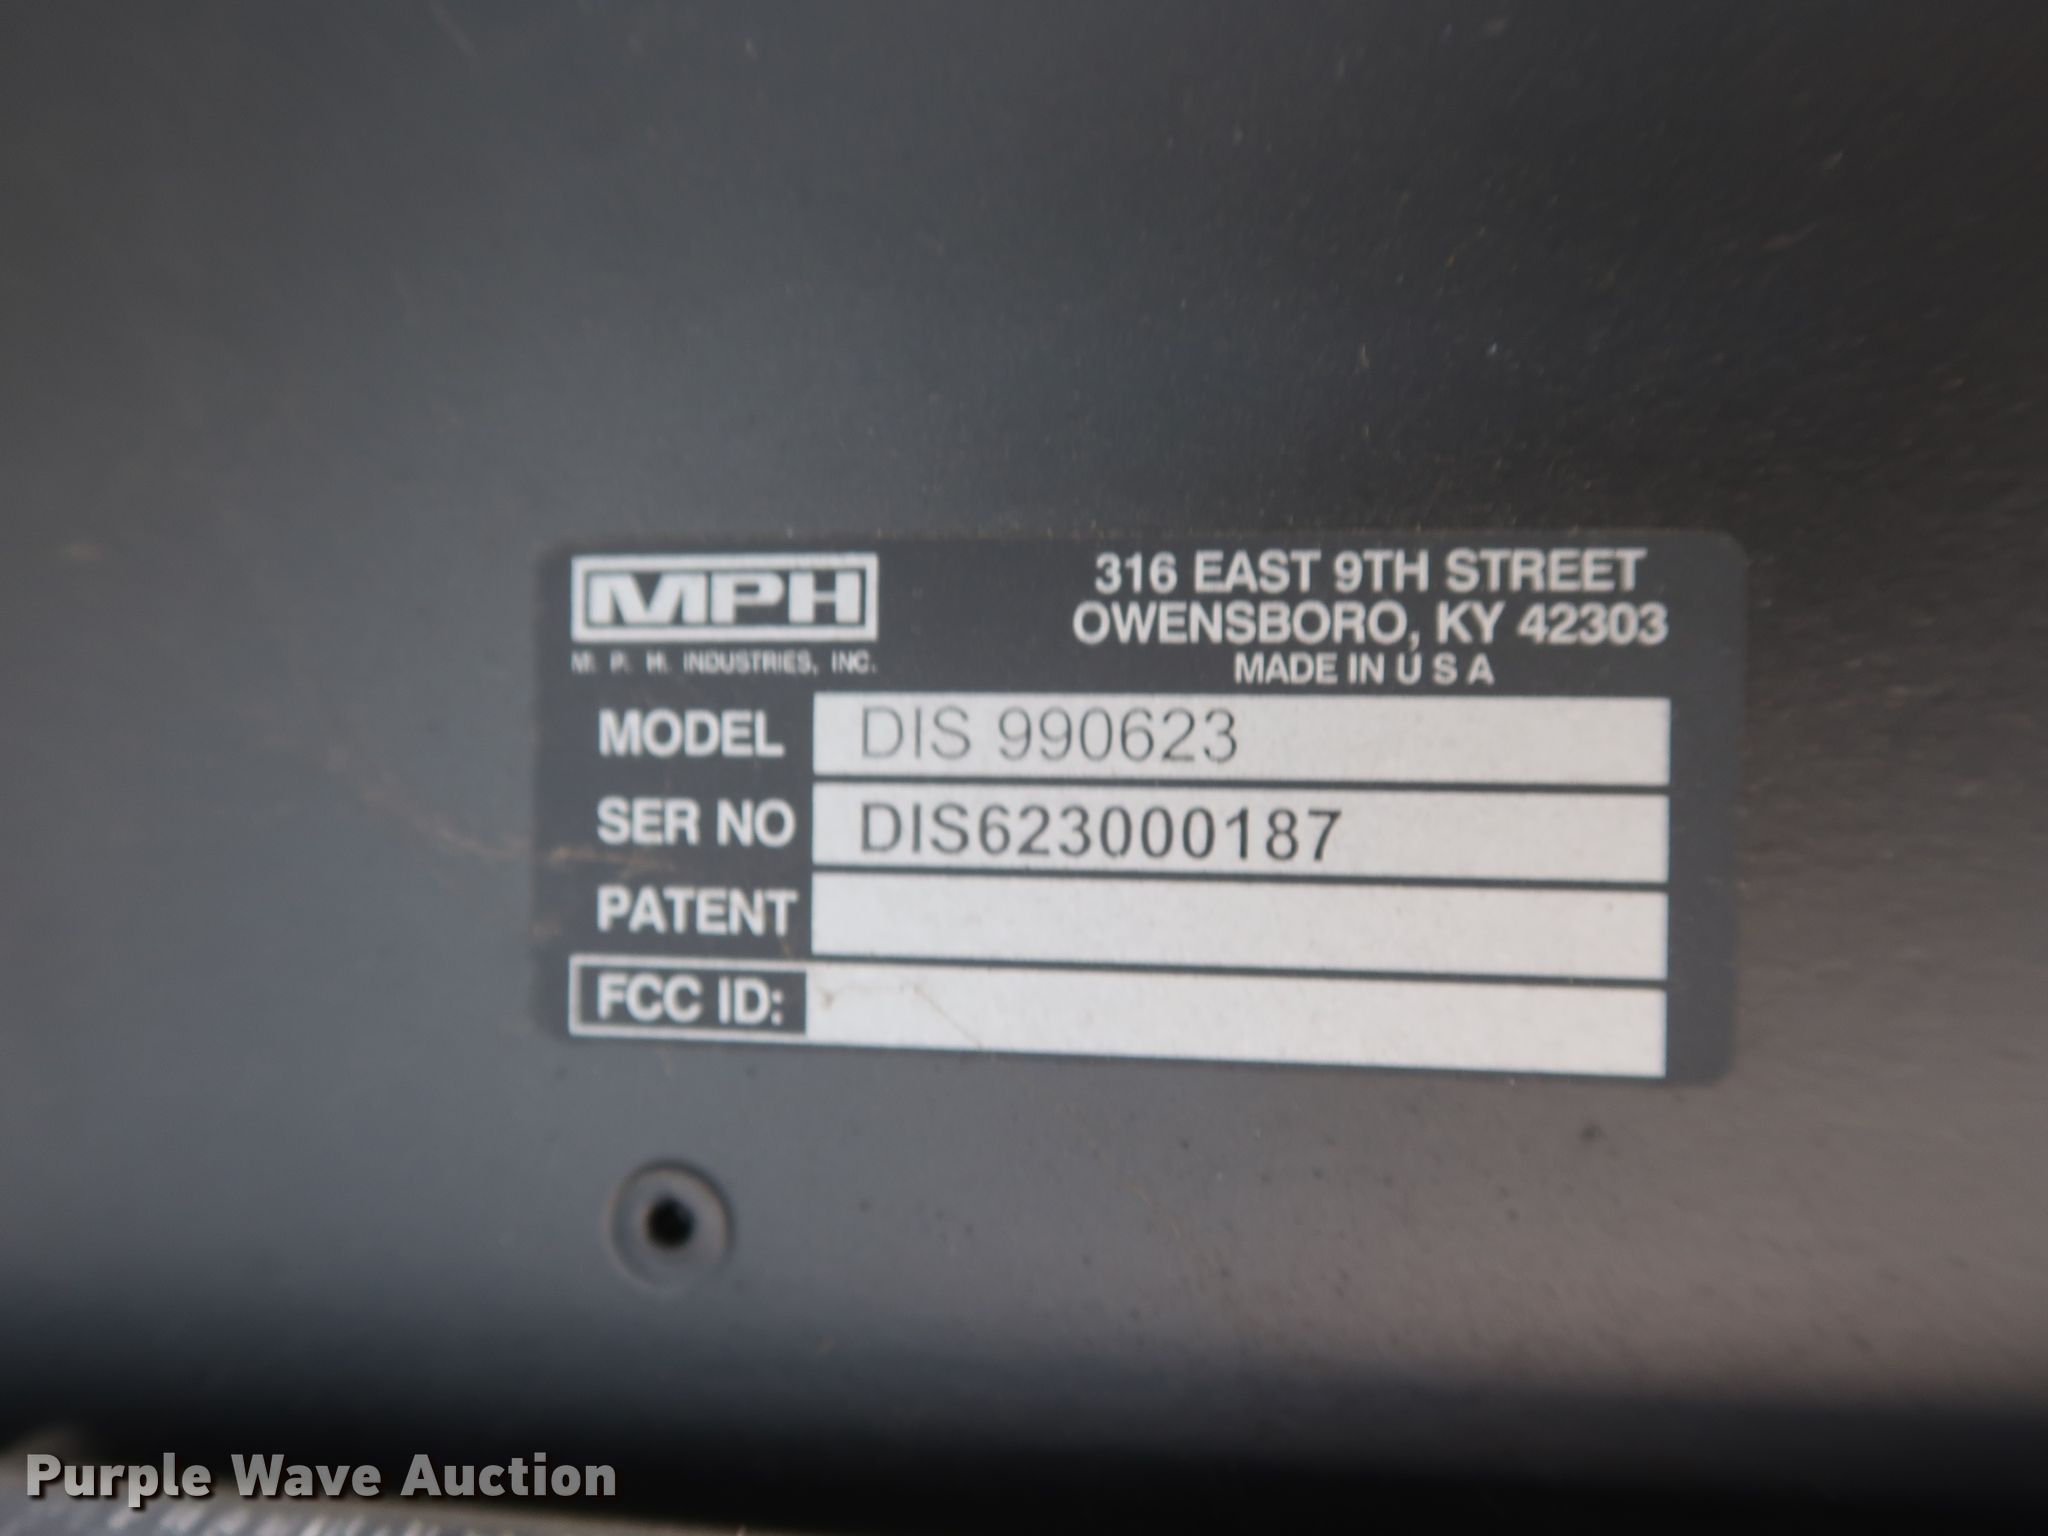 MPH
M. P. H. INDUSTRIES, INC.
316 EAST 9TH STREET
OWENSBORO, KY 42303
MADE IN U S A
MODEL DIS 990623
SER NO DIS623000187
PATENT
FCC ID:
Purple Wave Auction